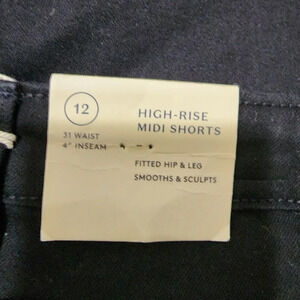 12
31 WAIST
4" INSEAM
HIGH-RISE
MIDI SHORTS
FITTED HIP & LEG
SMOOTHS & SCULPTS